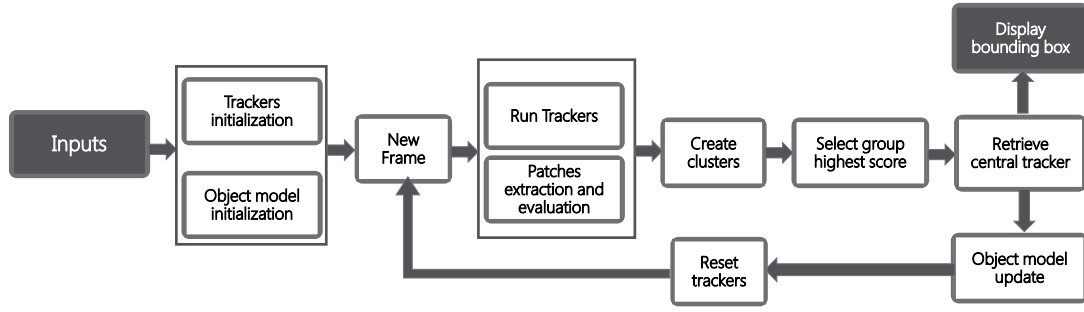 Display
bounding box
Inputs
Trackers
initialization
Object model
initialization
New
Frame
Run Trackers
Patches
extraction and
evaluation
Create
clusters
Select group
highest score
Retrieve
central tracker
Object model
update
Reset
trackers